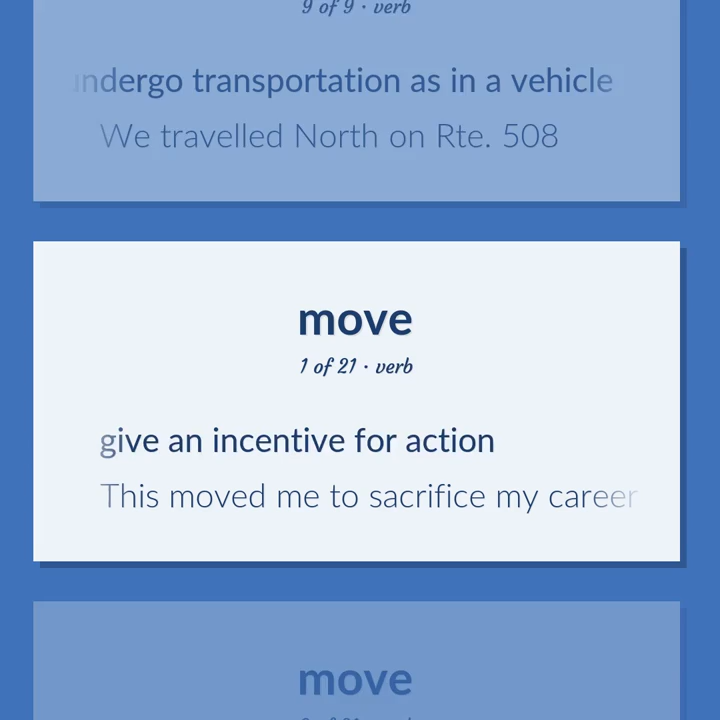 9 of 9 · verb
undergo transportation as in a vehicle
We travelled North on Rte. 508
move
1 of 21 · verb
give an incentive for action
This moved me to sacrifice my career
move